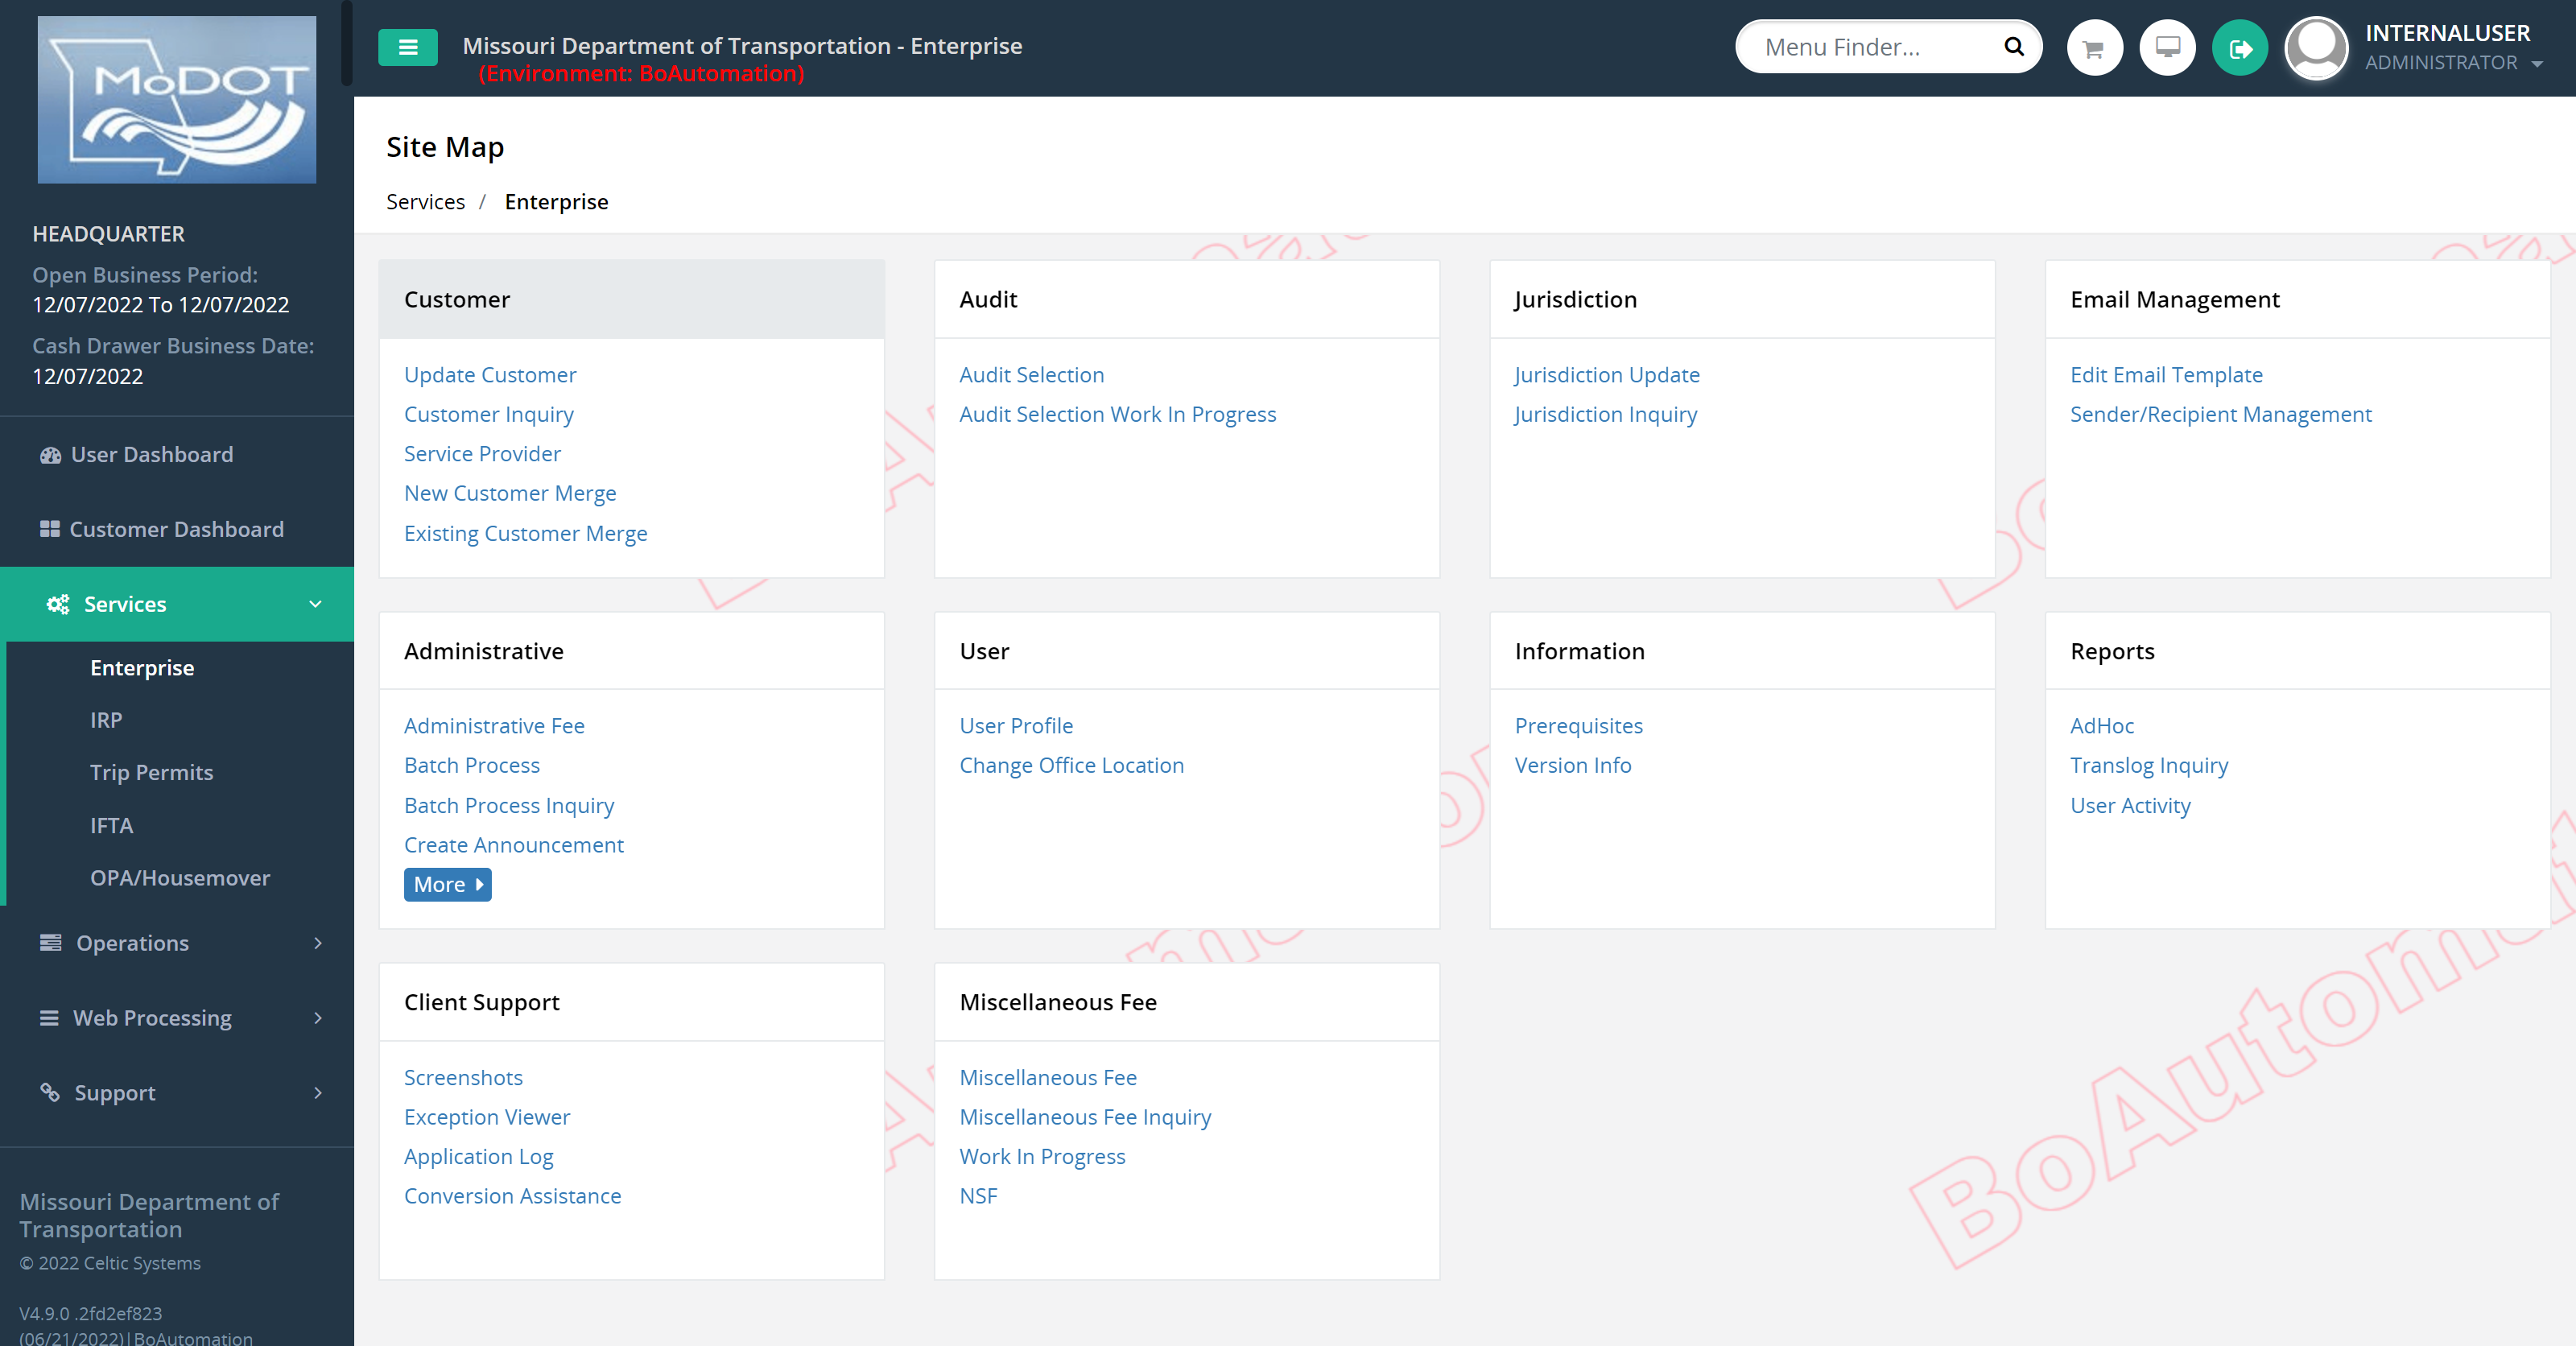 MoDOT
HEADQUARTER
Open Business Period:
12/07/2022 To 12/07/2022
Cash Drawer Business Date:
12/07/2022
User Dashboard
Customer Dashboard
Services
Enterprise
IRP
Trip Permits
IFTA
OPA/Housemover
Operations
Web Processing
Support
Missouri Department of
Transportation
© 2022 Celtic Systems
V4.9.0 .2fd2ef823
(06/21/2022)|BoAutomation
Missouri Department of Transportation - Enterprise
(Environment: BoAutomation)
Menu Finder...
INTERNALUSER
ADMINISTRATOR
Site Map
Services / Enterprise
Customer
Update Customer
Customer Inquiry
Service Provider
New Customer Merge
Existing Customer Merge
Audit
Audit Selection
Audit Selection Work In Progress
Jurisdiction
Jurisdiction Update
Jurisdiction Inquiry
Email Management
Edit Email Template
Sender/Recipient Management
Administrative
Administrative Fee
Batch Process
Batch Process Inquiry
Create Announcement
More
User
User Profile
Change Office Location
Information
Prerequisites
Version Info
Reports
AdHoc
Translog Inquiry
User Activity
Client Support
Screenshots
Exception Viewer
Application Log
Conversion Assistance
Miscellaneous Fee
Miscellaneous Fee
Miscellaneous Fee Inquiry
Work In Progress
NSF
BoAutomat